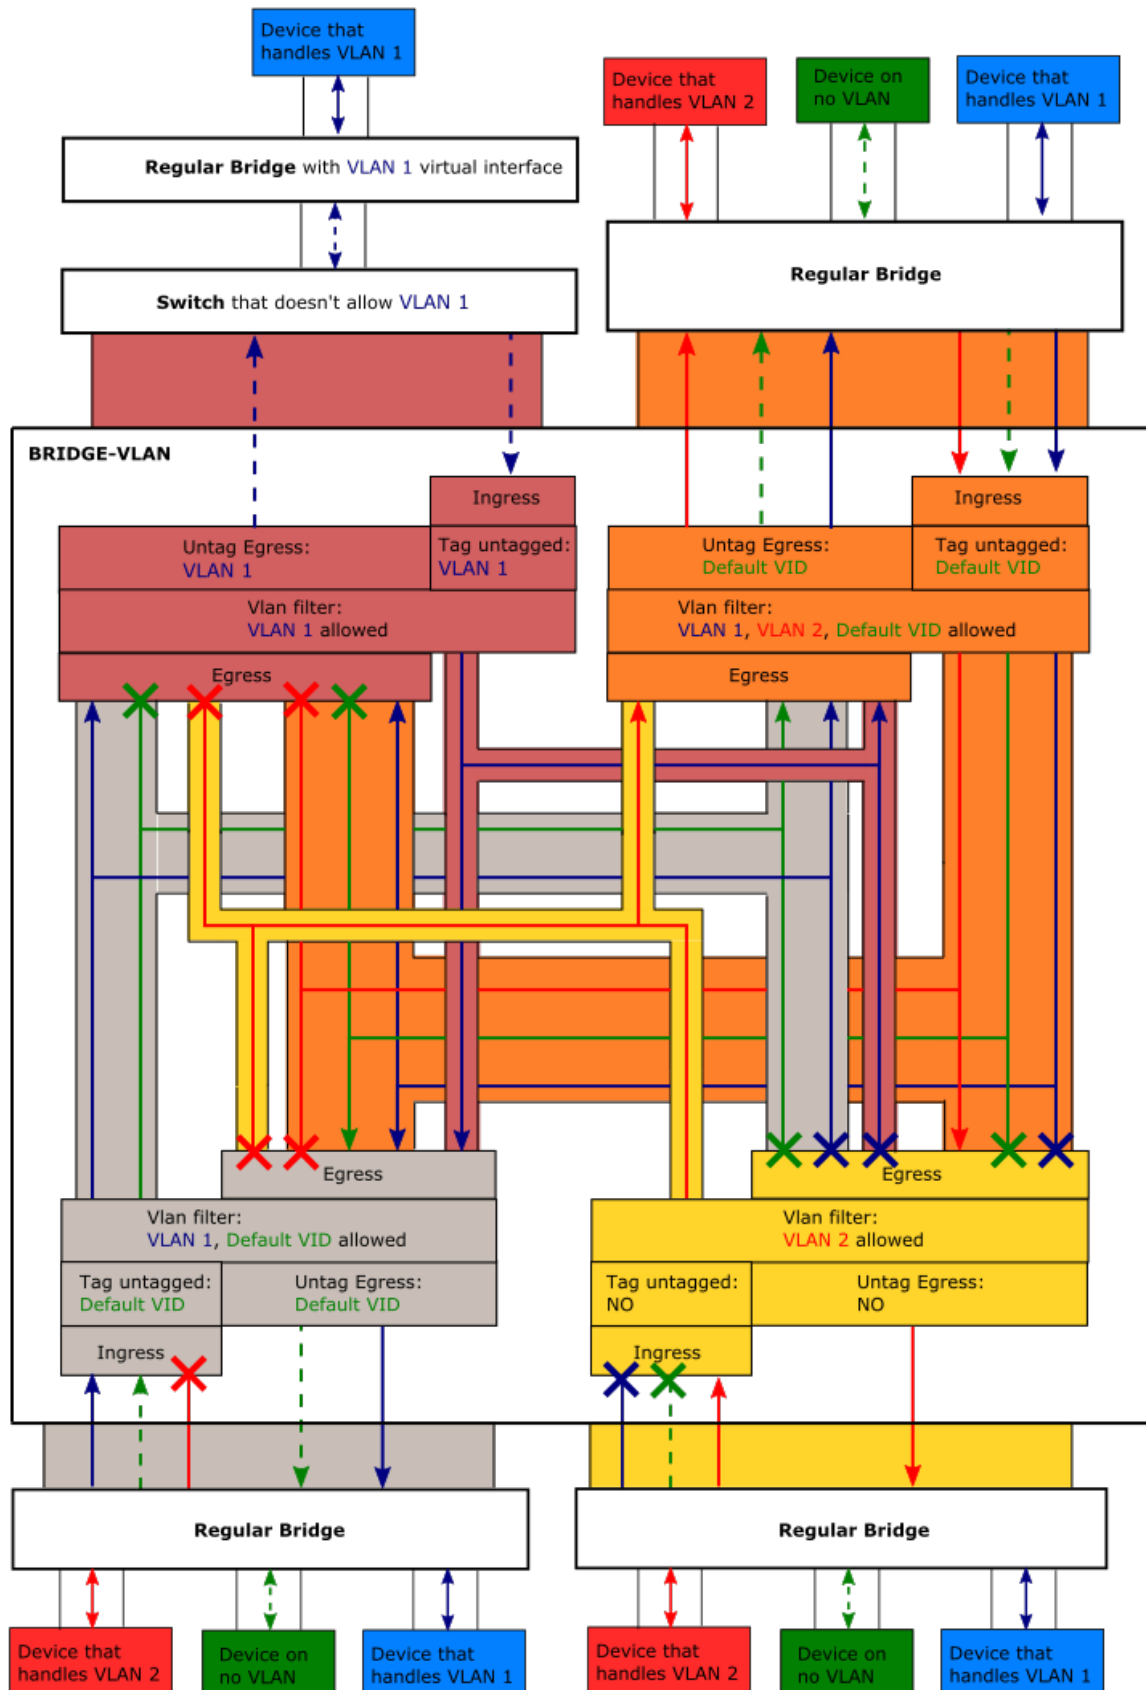 Device that
handles VLAN 1
Regular Bridge with VLAN 1 virtual interface
Switch that doesn't allow VLAN 1
Device that
handles VLAN 2
Device on
no VLAN
Device that
handles VLAN 1
Regular Bridge
BRIDGE-VLAN
Ingress
Untag Egress:
VLAN 1
Tag untagged:
VLAN 1
Vlan filter:
VLAN 1 allowed
Egress
Ingress
Untag Egress:
Default VID
Tag untagged:
Default VID
Vlan filter:
VLAN 1, VLAN 2, Default VID allowed
Egress
Egress
Vlan filter:
VLAN 1, Default VID allowed
Tag untagged:
Default VID
Untag Egress:
Default VID
Ingress
Egress
Vlan filter:
VLAN 2 allowed
Tag untagged:
NO
Untag Egress:
NO
Ingress
Regular Bridge
Device that
handles VLAN 2
Device on
no VLAN
Device that
handles VLAN 1
Regular Bridge
Device that
handles VLAN 2
Device on
no VLAN
Device that
handles VLAN 1